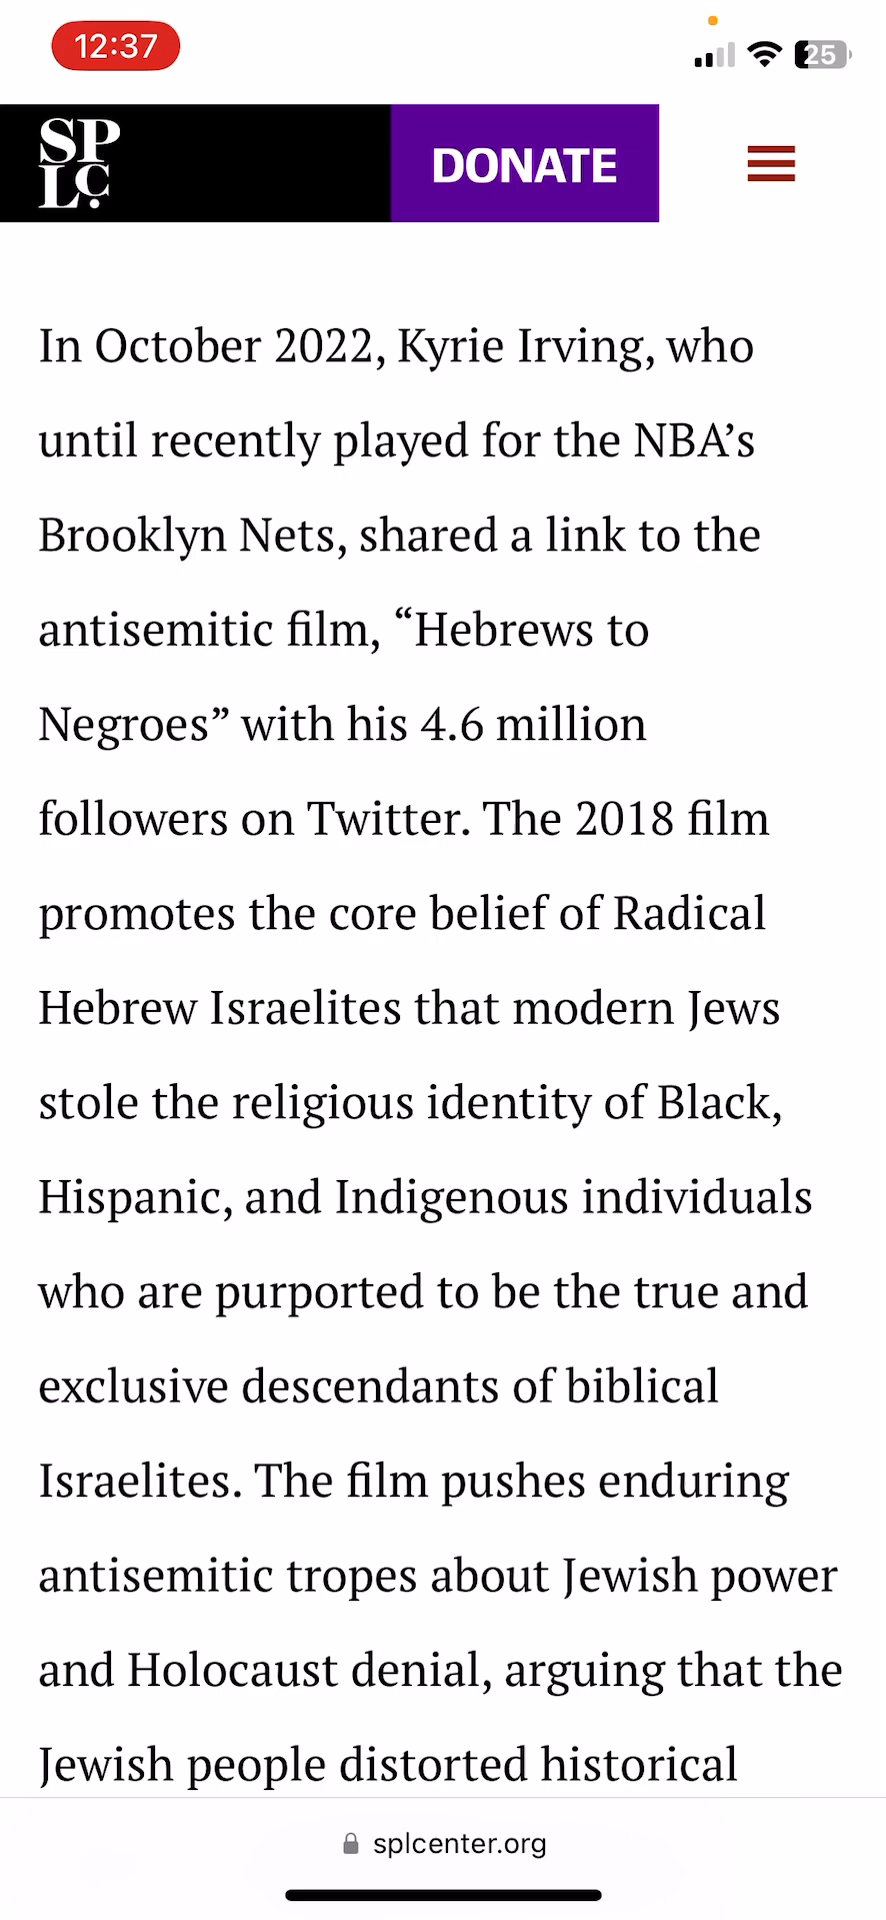 12:37
25
SP
LC.
DONATE
In October 2022, Kyrie Irving, who
until recently played for the NBA’s
Brooklyn Nets, shared a link to the
antisemitic film, “Hebrews to
Negroes” with his 4.6 million
followers on Twitter. The 2018 film
promotes the core belief of Radical
Hebrew Israelites that modern Jews
stole the religious identity of Black,
Hispanic, and Indigenous individuals
who are purported to be the true and
exclusive descendants of biblical
Israelites. The film pushes enduring
antisemitic tropes about Jewish power
and Holocaust denial, arguing that the
Jewish people distorted historical
splcenter.org